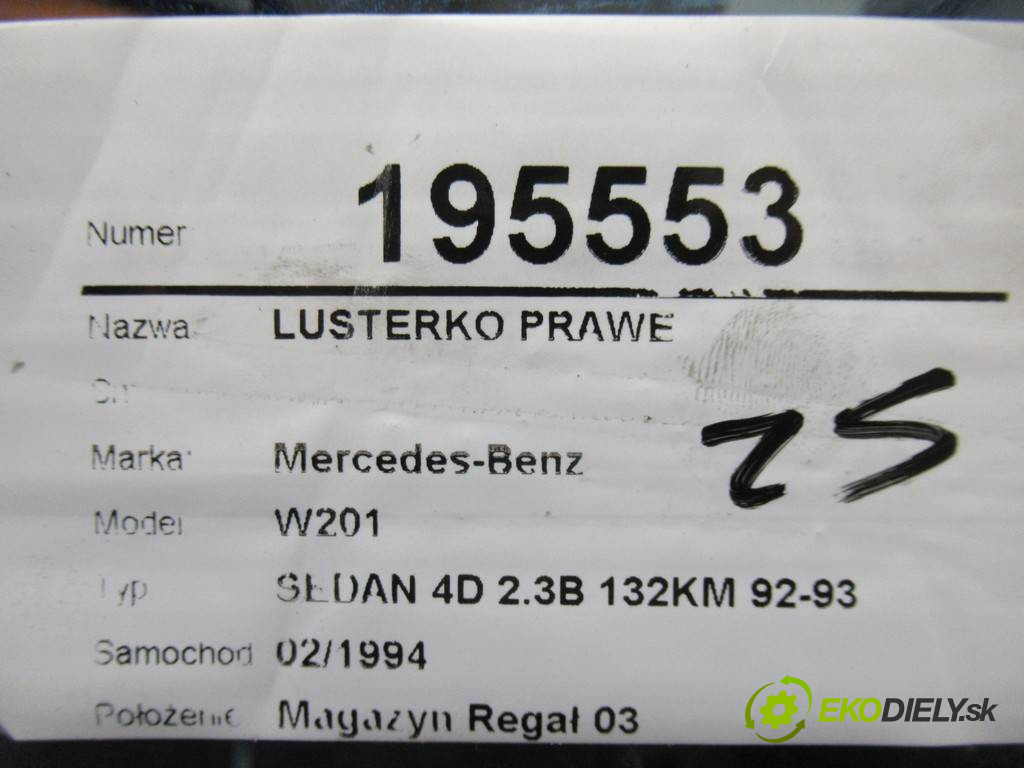 Numer 195553
Nazwa LUSTERKO PRAWE
25
Marka: Mercedes-Benz
Model W201
Typ SEDAN 4D 2.3B 132KM 92-93
Samochod 02/1994
Położenie Magazyn Regał 03
EKODIELY.sk